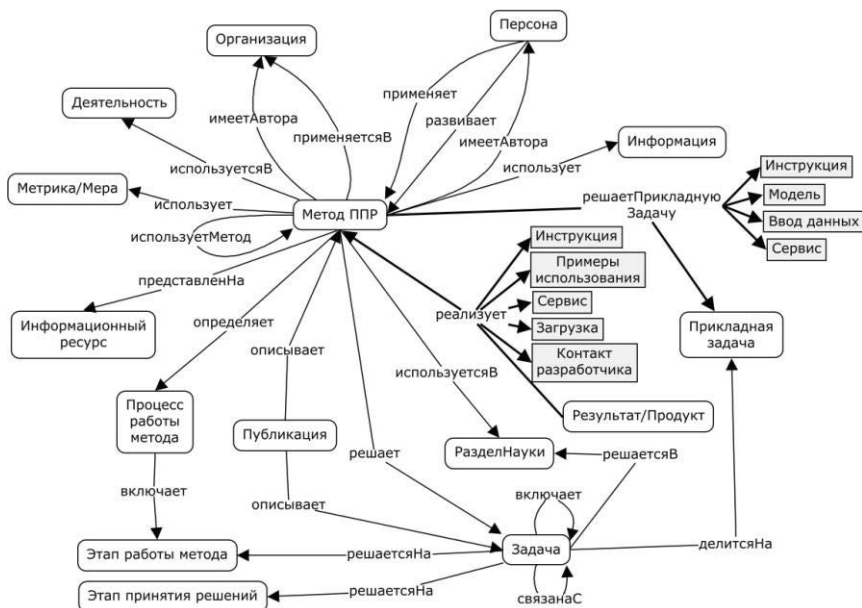 Персона
Организация
применяет
Деятельность
развивает
имеетАвтора
применяетсяВ
имеетАвтора
Информация
используетсяВ
использует
Инструкция
Метрика/Мера
использует
решаетПрикладную
Задачу
Модель
Метод ППР
Ввод данных
используетМетод
Инструкция
Сервис
представленНа
Примеры
использования
Сервис
реализует
Информационный
ресурс
определяет
Загрузка
Прикладная
задача
описывает
Контакт
разработчика
используетсяВ
Процесс
работы
метода
Результат/Продукт
Публикация
решает
РазделНауки
решаетсяВ
включает
включает
описывает
Этап работы метода
решаетсяНа
Задача
делитсяНа
Этап принятия решений
решаетсяНа
связанаС